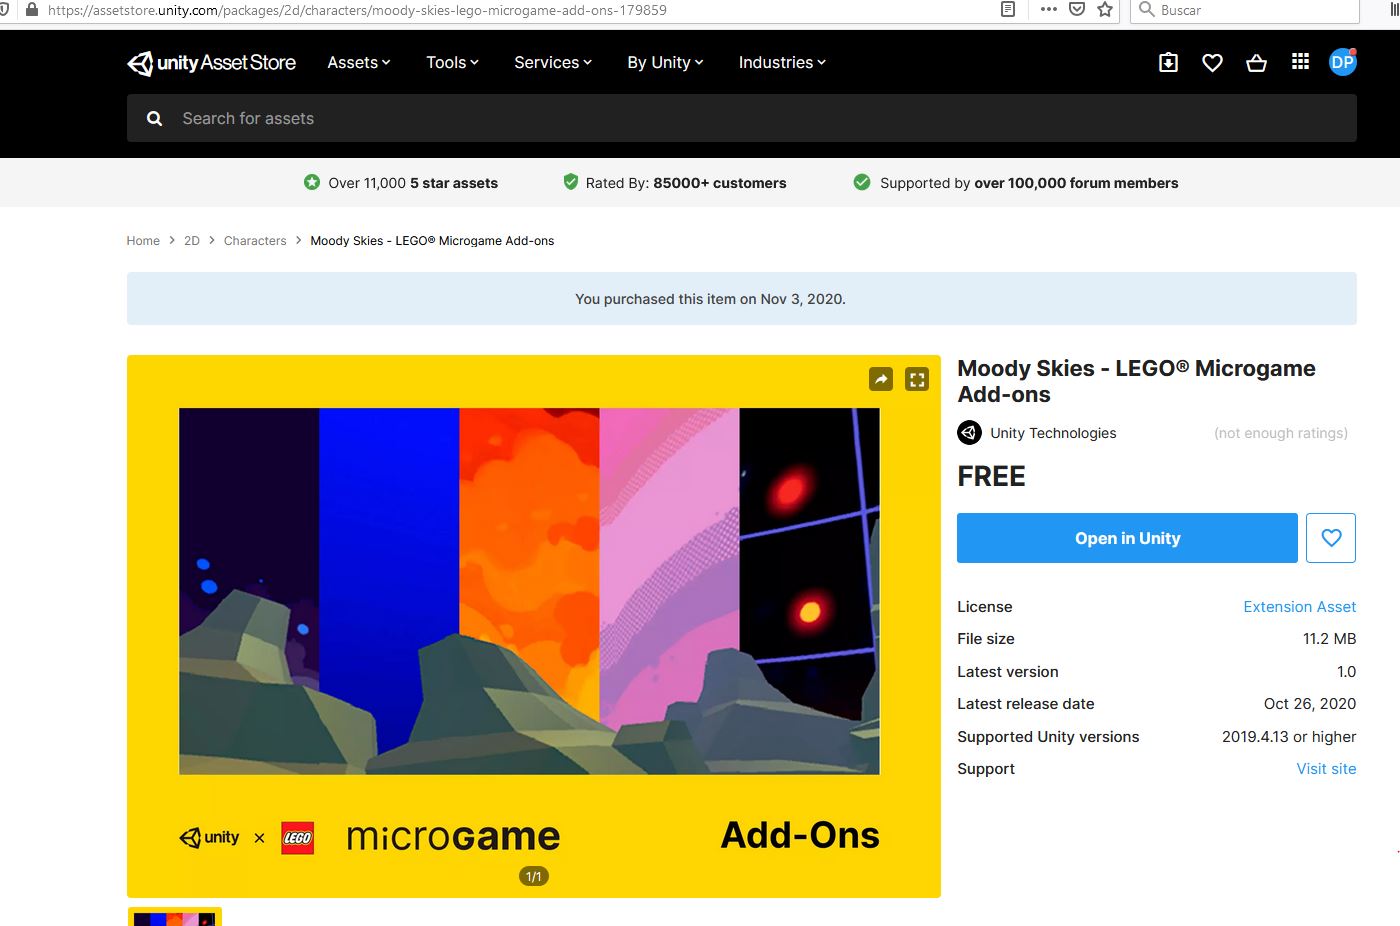 https://assetstore.unity.com/packages/2d/characters/moody-skies-lego-microgame-add-ons-179859
Buscar
unity Asset Store
Assets
Tools
Services
By Unity
Industries
DP
Search for assets
Over 11,000 5 star assets
Rated By: 85000+ customers
Supported by over 100,000 forum members
Home > 2D > Characters > Moody Skies - LEGO® Microgame Add-ons
You purchased this item on Nov 3, 2020.
unity × LEGO microGame
Add-Ons
1/1
Moody Skies - LEGO® Microgame
Add-ons
Unity Technologies
(not enough ratings)
FREE
Open in Unity
License Extension Asset
File size 11.2 MB
Latest version 1.0
Latest release date Oct 26, 2020
Supported Unity versions 2019.4.13 or higher
Support Visit site